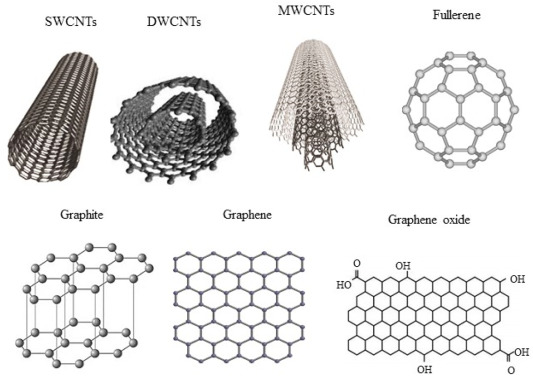 SWCNTs
DWCNTs
MWCNTs
Fullerene
Graphite
Graphene
Graphene oxide
O
HO
OH
OH
OH
OH
O